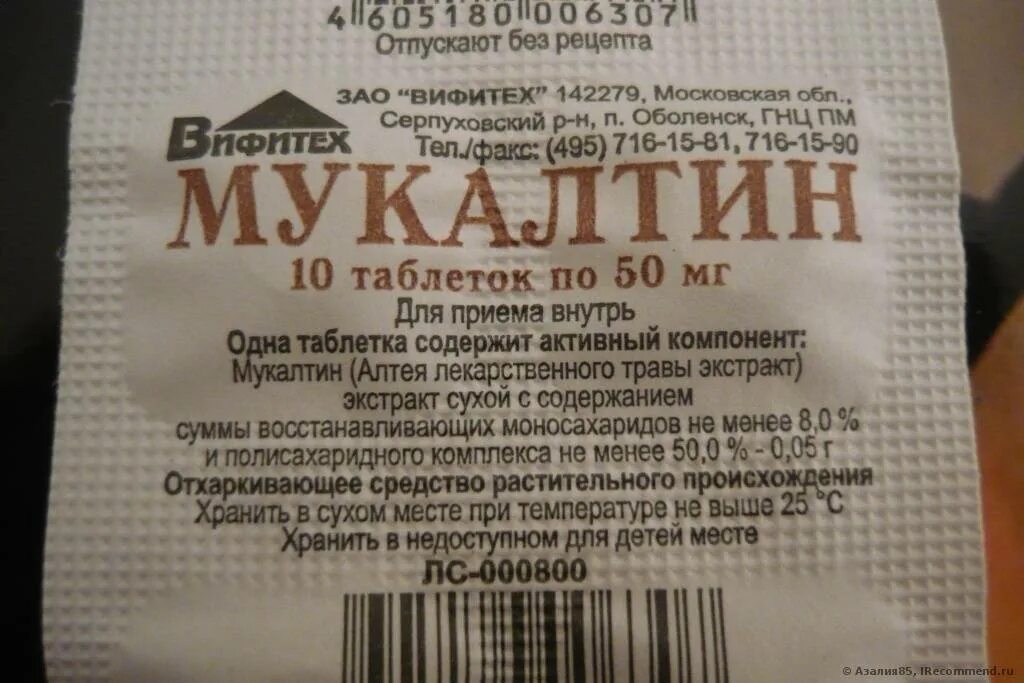 4 605180 006307
Отпускают без рецепта
ВИФИТЕХ
ЗАО "ВИФИТЕХ" 142279, Московская обл.,
Серпуховский р-н, п. Оболенск, ГНЦ ПМ
Тел./факс: (495) 716-15-81, 716-15-90
МУКАЛТИН
10 таблеток по 50 мг
Для приема внутрь
Одна таблетка содержит активный компонент:
Мукалтин (Алтея лекарственного травы экстракт)
экстракт сухой с содержанием
суммы восстанавливающих моносахаридов не менее 8,0 %
и полисахаридного комплекса не менее 50,0 % - 0,05 г
Отхаркивающее средство растительного происхождения
Хранить в сухом месте при температуре не выше 25 °С
Хранить в недоступном для детей месте
ЛС-000800
© Азалия85, IRecommend.ru